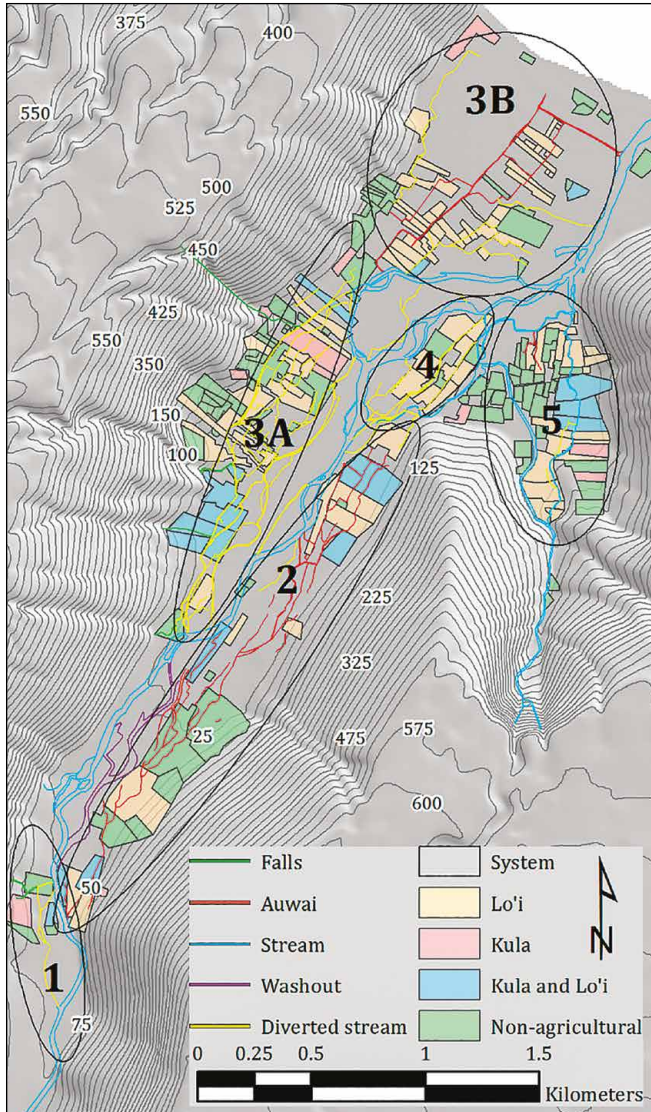 375
400
550
3B
500
525
450
425
550
350
4
150
3A
5
100
125
2
225
325
25
475
575
600
50
1
75
Falls
System
Auwai
Lo'i
Stream
Kula
Washout
Kula and Lo'i
Diverted stream
Non-agricultural
N
0 0.25 0.5 1 1.5
Kilometers